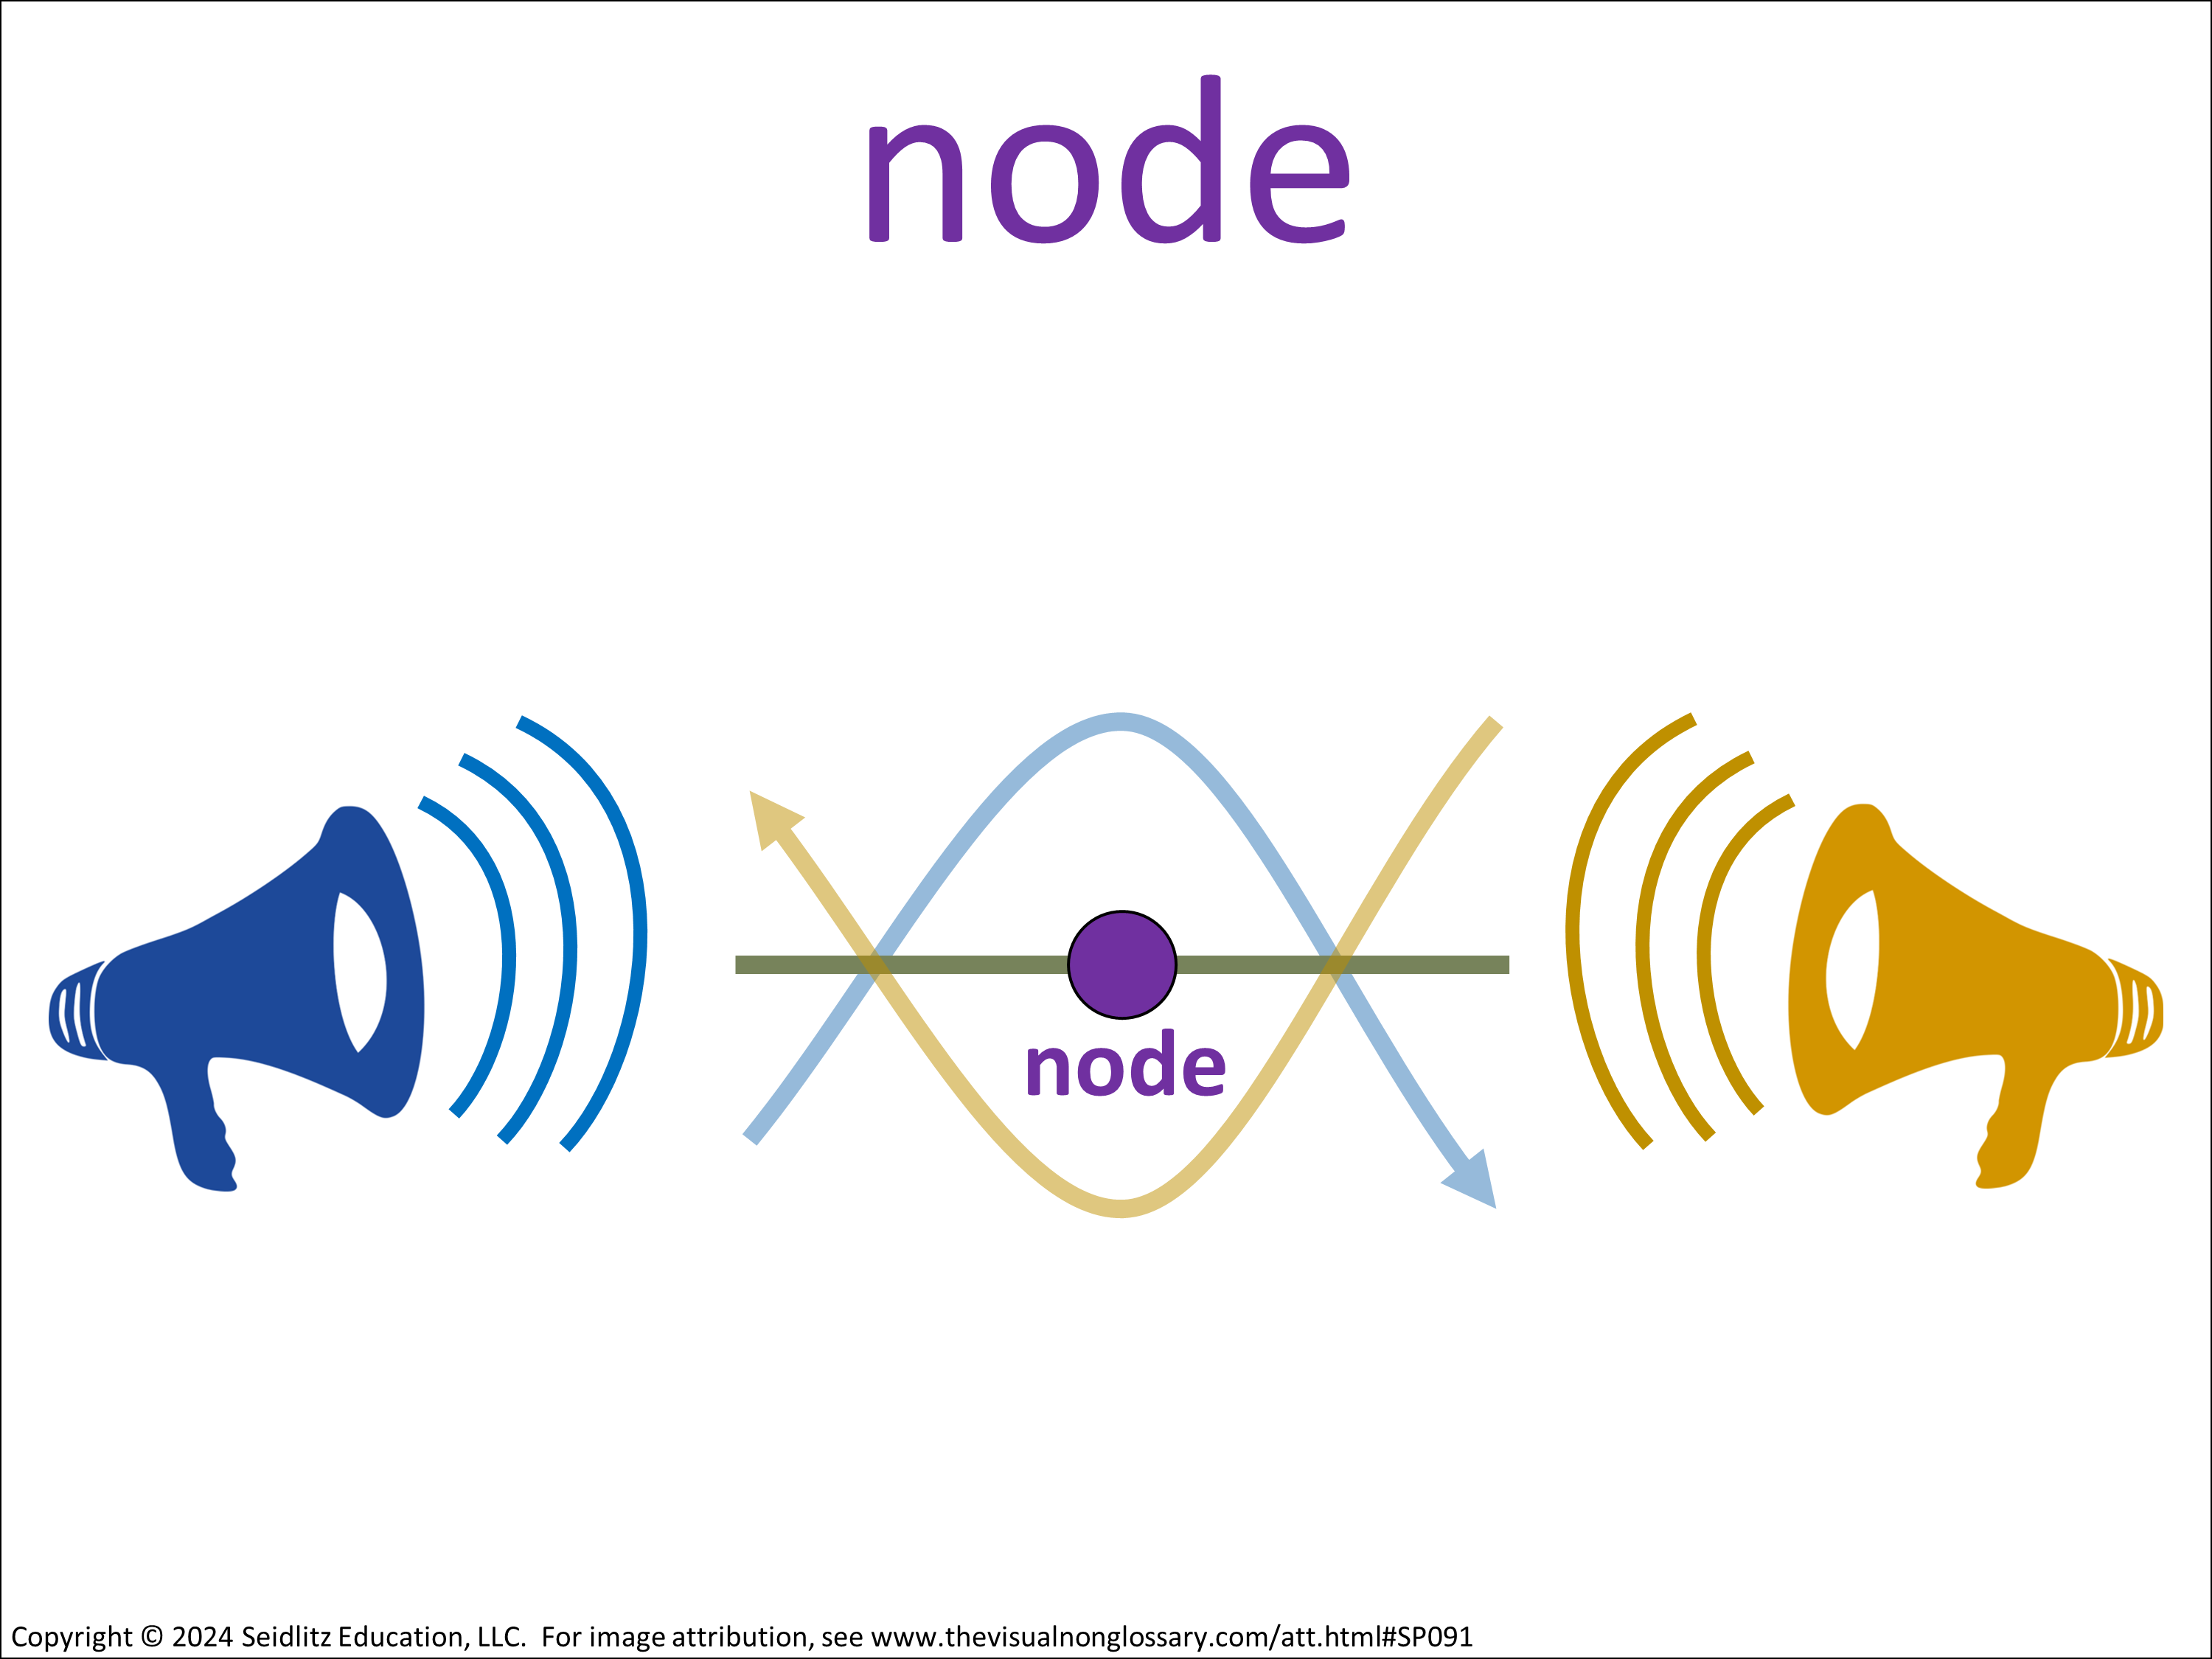 node
node
Copyright © 2024 Seidlitz Education, LLC.  For image attribution, see www.thevisualnonglossary.com/att.html#SP091